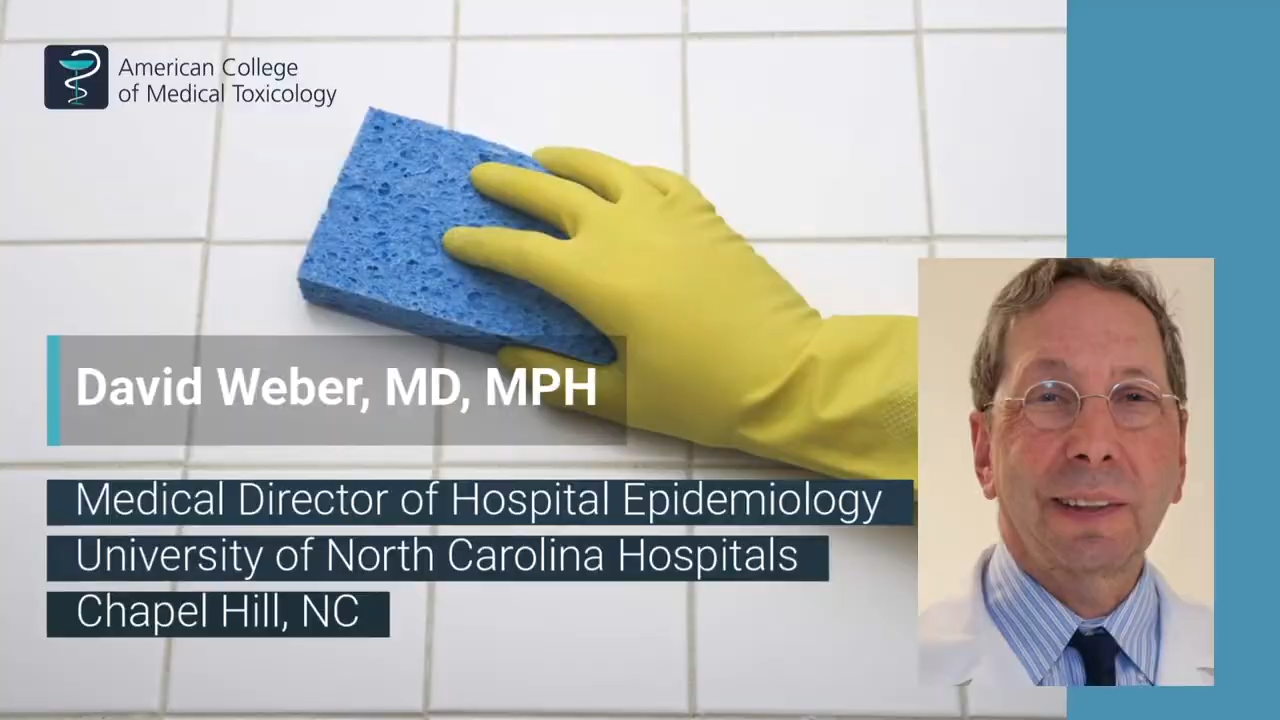 American College
of Medical Toxicology
David Weber, MD, MPH
Medical Director of Hospital Epidemiology
University of North Carolina Hospitals
Chapel Hill, NC